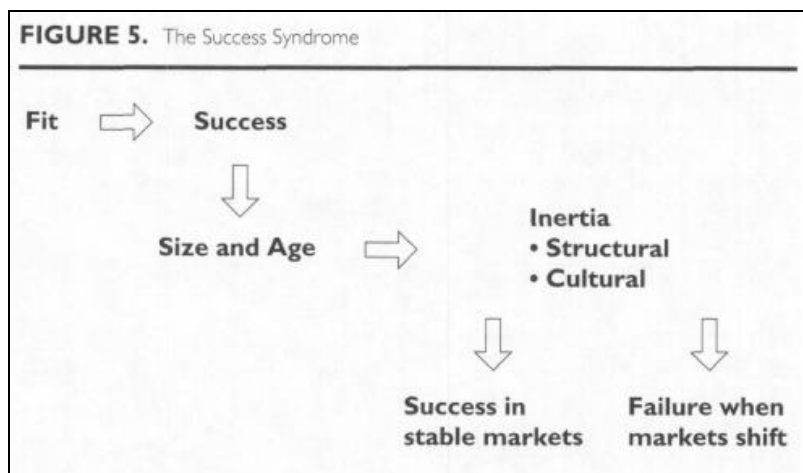 FIGURE 5. The Success Syndrome
Fit
Success
Size and Age
Inertia
• Structural
• Cultural
Success in
stable markets
Failure when
markets shift